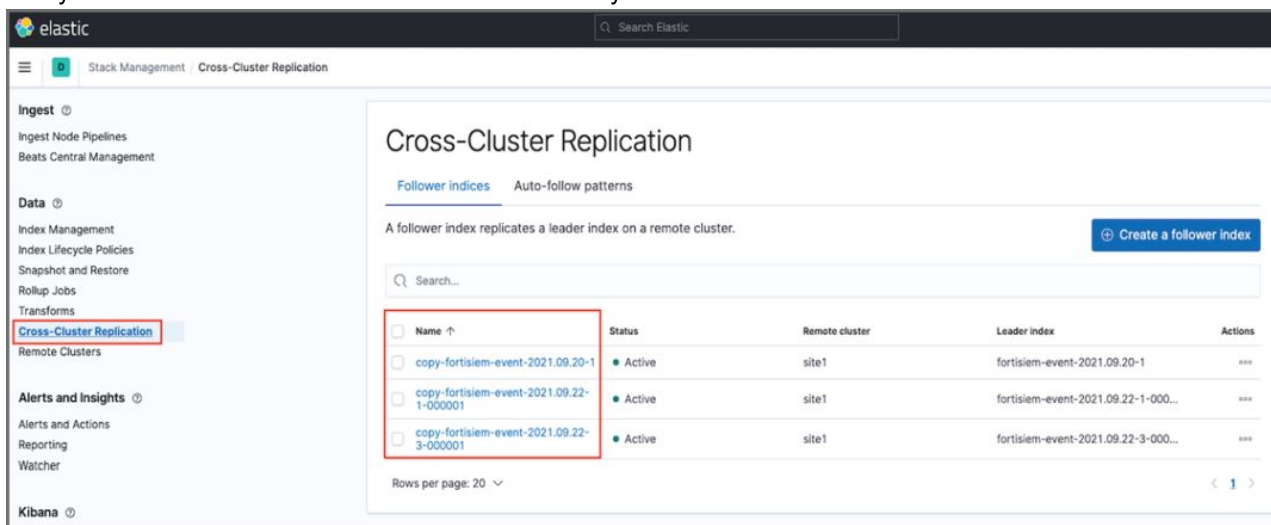 elastic
Search Elastic
D
Stack Management / Cross-Cluster Replication
Ingest
Ingest Node Pipelines
Beats Central Management
Data
Index Management
Index Lifecycle Policies
Snapshot and Restore
Rollup Jobs
Transforms
Cross-Cluster Replication
Remote Clusters
Alerts and Insights
Alerts and Actions
Reporting
Watcher
Kibana
Cross-Cluster Replication
Follower indices Auto-follow patterns
A follower index replicates a leader index on a remote cluster.
Create a follower index
Search...
Name ↑ Status Remote cluster Leader index Actions
copy-fortisiem-event-2021.09.20-1 Active site1 fortisiem-event-2021.09.20-1
copy-fortisiem-event-2021.09.22- Active site1 fortisiem-event-2021.09.22-1-000...
1-000001
copy-fortisiem-event-2021.09.22- Active site1 fortisiem-event-2021.09.22-3-000...
3-000001
Rows per page: 20
< 1 >